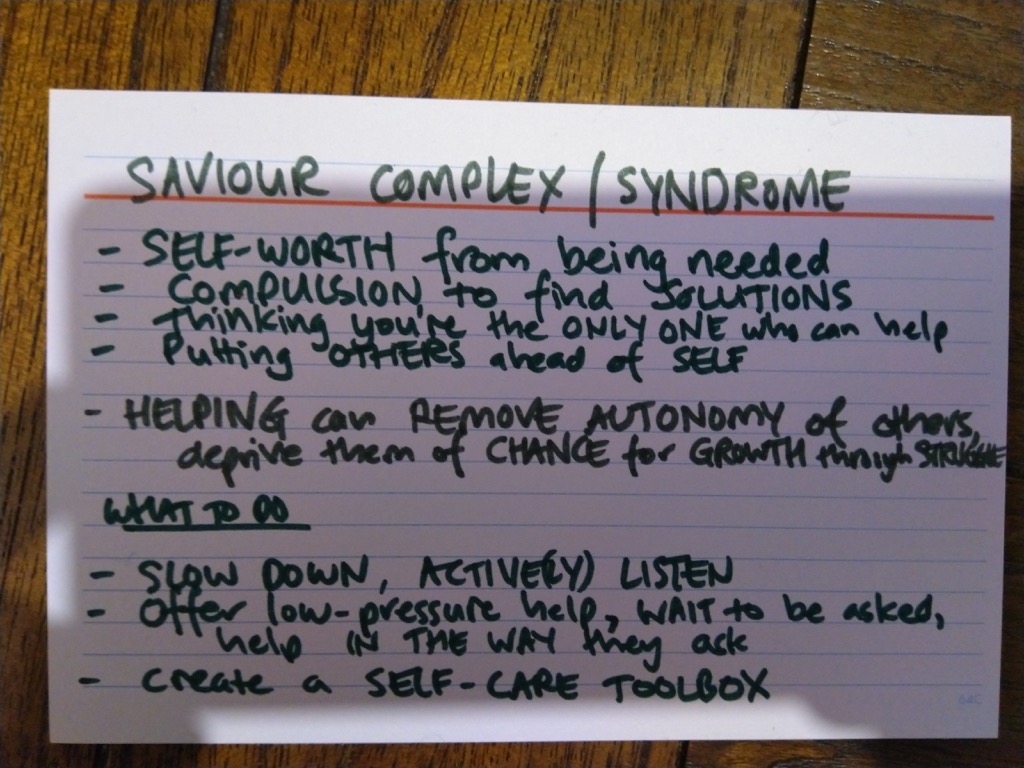 SAVIOUR COMPLEX / SYNDROME
- SELF-WORTH from being needed
- COMPULSION to find SOLUTIONS
- Thinking you're the ONLY ONE who can help
- Putting OTHERS ahead of SELF
- HELPING can REMOVE AUTONOMY of others,
deprive them of CHANCE for GROWTH through STRUGGLE
WHAT TO DO
- SLOW DOWN, ACTIVE(LY) LISTEN
- Offer low-pressure help, WAIT to be asked,
help IN THE WAY they ask
- Create a SELF-CARE TOOLBOX